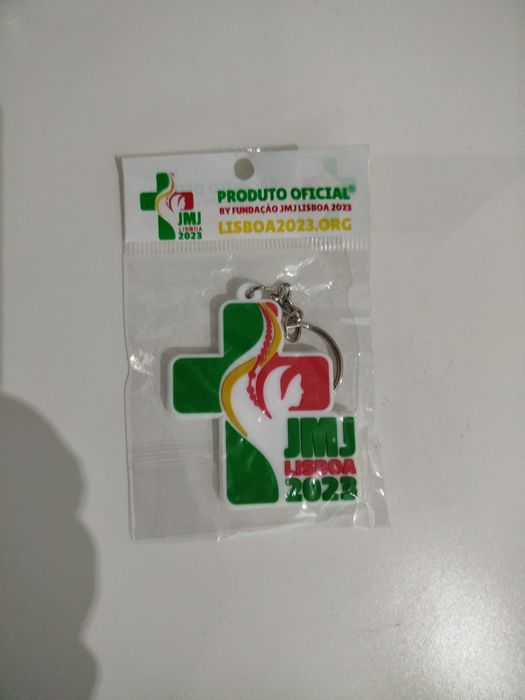 JMJ
LISBOA
2023
PRODUTO OFICIAL®
BY FUNDAÇÃO JMJ LISBOA 2023
LISBOA2023.ORG
JMJ
LISBOA
2023